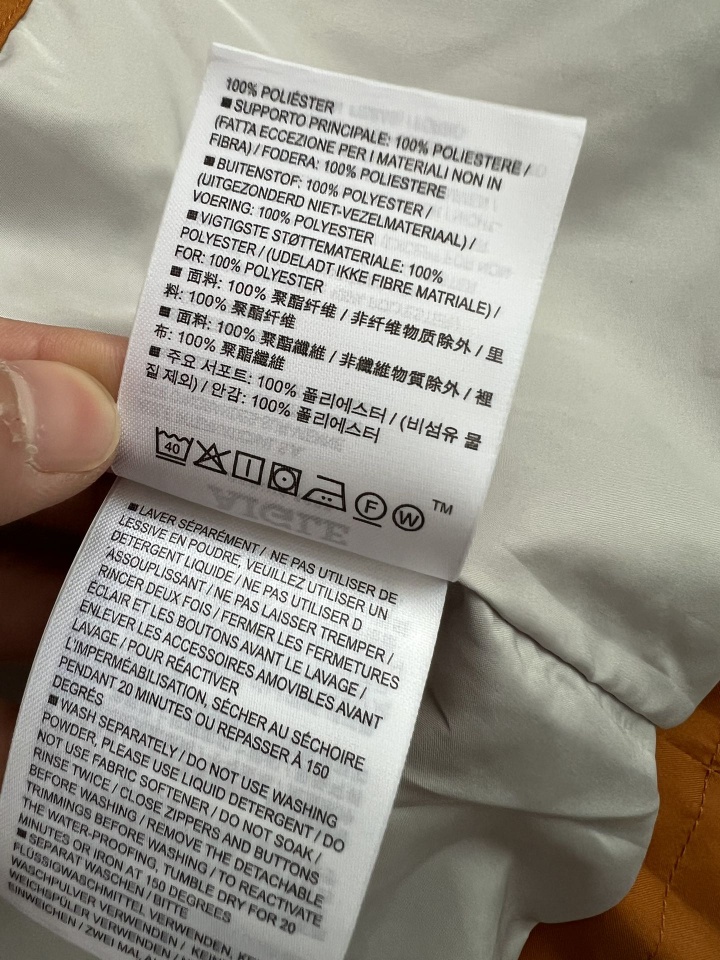 100% POLIÉSTER
■ SUPPORTO PRINCIPALE: 100% POLIESTERE /
(FATTA ECCEZIONE PER I MATERIALI NON IN
FIBRA) / FODERA: 100% POLIESTERE
■ BUITENSTOF: 100% POLYESTER /
(UITGEZONDERD NIET-VEZELMATERIAAL) /
VOERING: 100% POLYESTER
■ VIGTIGSTE STØTTEMATERIALE: 100%
POLYESTER / (UDELADT IKKE FIBRE MATRIALE) /
FOR: 100% POLYESTER
■ 面料: 100% 聚酯纤维 / 非纤维物质除外 / 里
料: 100% 聚酯纤维
■ 面料: 100% 聚酯纖維 / 非纖維物質除外 / 裡
布: 100% 聚酯纖維
■ 주요 서포트: 100% 폴리에스터 / (비섬유 물
질 제외) / 안감: 100% 폴리에스터
40 F W ™
AIGLE
■ LAVER SÉPARÉMENT / NE PAS UTILISER DE
LESSIVE EN POUDRE, VEUILLEZ UTILISER UN
DETERGENT LIQUIDE / NE PAS UTILISER D
ASSOUPLISSANT / NE PAS LAISSER TREMPER /
RINCER DEUX FOIS / FERMER LES FERMETURES
ÉCLAIR ET LES BOUTONS AVANT LE LAVAGE /
ENLEVER LES ACCESSOIRES AMOVIBLES AVANT
LAVAGE / POUR RÉACTIVER
L'IMPERMÉABILISATION, SÉCHER AU SÉCHOIRE
PENDANT 20 MINUTES OU REPASSER À 150
DEGRÉS
■ WASH SEPARATELY / DO NOT USE WASHING
POWDER, PLEASE USE LIQUID DETERGENT / DO
NOT USE FABRIC SOFTENER / DO NOT SOAK /
RINSE TWICE / CLOSE ZIPPERS AND BUTTONS
BEFORE WASHING / REMOVE THE DETACHABLE
TRIMMINGS BEFORE WASHING / TO REACTIVATE
THE WATER-PROOFING, TUMBLE DRY FOR 20
MINUTES OR IRON AT 150 DEGREES
■ SEPARAT WASCHEN / BITTE
FLÜSSIGWASCHMITTEL VERWENDEN, KEIN
WASCHPULVER VERWENDEN /
WEICHSPÜLER VERWENDEN /
EINWEICHEN / ZWEI MAL